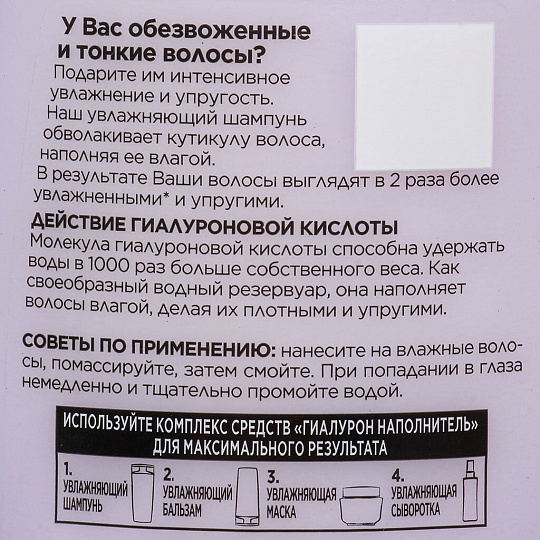 У Вас обезвоженные
и тонкие волосы?
Подарите им интенсивное
увлажнение и упругость.
Наш увлажняющий шампунь
обволакивает кутикулу волоса,
наполняя ее влагой.
В результате Ваши волосы выглядят в 2 раза более
увлажненными* и упругими.
ДЕЙСТВИЕ ГИАЛУРОНОВОЙ КИСЛОТЫ
Молекула гиалуроновой кислоты способна удержать
воды в 1000 раз больше собственного веса. Как
своеобразный водный резервуар, она наполняет
волосы влагой, делая их плотными и упругими.
СОВЕТЫ ПО ПРИМЕНЕНИЮ: нанесите на влажные воло-
сы, помассируйте, затем смойте. При попадании в глаза
немедленно и тщательно промойте водой.
ИСПОЛЬЗУЙТЕ КОМПЛЕКС СРЕДСТВ «ГИАЛУРОН НАПОЛНИТЕЛЬ»
ДЛЯ МАКСИМАЛЬНОГО РЕЗУЛЬТАТА
1.
УВЛАЖНЯЮЩИЙ
ШАМПУНЬ
2.
УВЛАЖНЯЮЩИЙ
БАЛЬЗАМ
3.
УВЛАЖНЯЮЩАЯ
МАСКА
4.
УВЛАЖНЯЮЩАЯ
СЫВОРОТКА